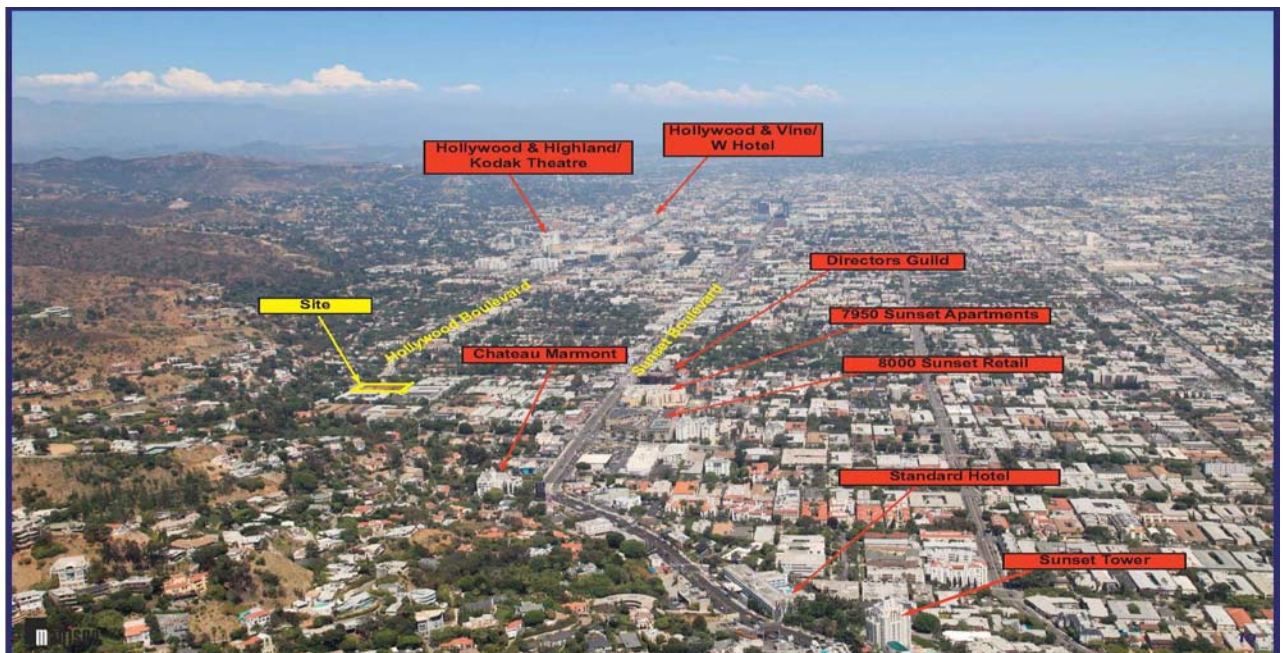 Hollywood & Highland/
Kodak Theatre
Hollywood & Vine/
W Hotel
Directors Guild
Site
Hollywood Boulevard
7950 Sunset Apartments
Sunset Boulevard
Chateau Marmont
8000 Sunset Retail
Standard Hotel
Sunset Tower